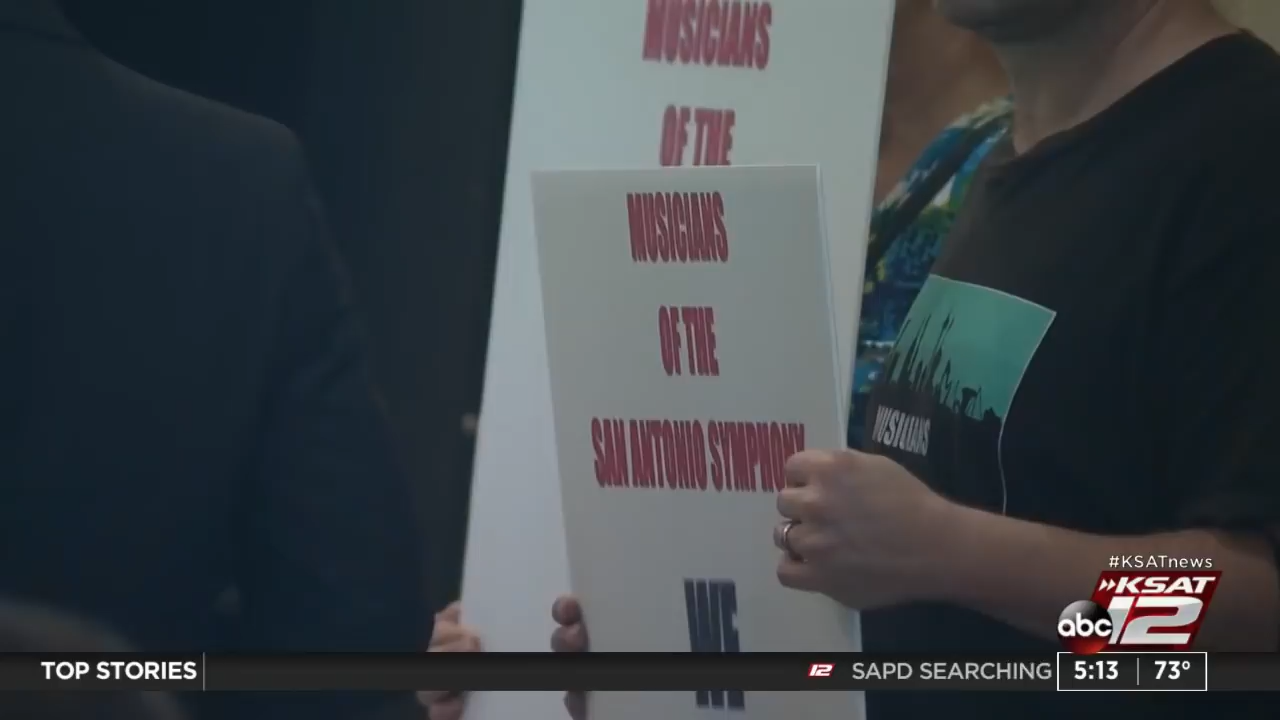 MUSICIANS
OF THE
MUSICIANS
OF THE
SAN ANTONIO SYMPHONY
WE
MUSICIANS
#KSATnews
KSAT
abc 12
TOP STORIES
12 SAPD SEARCHING
5:13 73°